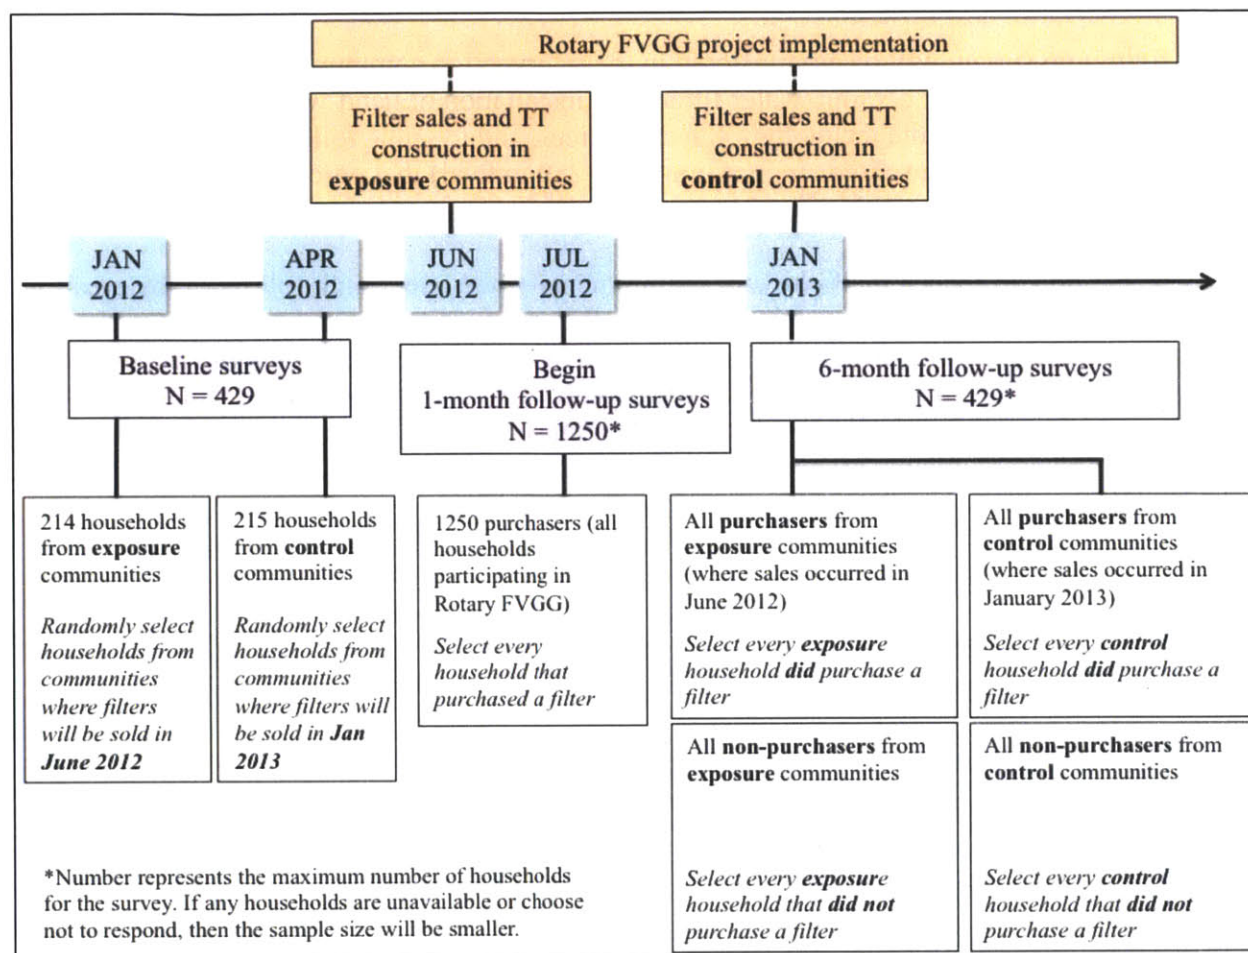 Rotary FVGG project implementation
Filter sales and TT
construction in
exposure communities
Filter sales and TT
construction in
control communities
JAN
2012
APR
2012
JUN
2012
JUL
2012
JAN
2013
Baseline surveys
N = 429
Begin
1-month follow-up surveys
N = 1250*
6-month follow-up surveys
N = 429*
214 households
from exposure
communities
Randomly select
households from
communities
where filters
will be sold in
June 2012
215 households
from control
communities
Randomly select
households from
communities
where filters will
be sold in Jan
2013
1250 purchasers (all
households
participating in
Rotary FVGG)
Select every
household that
purchased a filter
All purchasers from
exposure communities
(where sales occurred in
June 2012)
Select every exposure
household did purchase a
filter
All purchasers from
control communities
(where sales occurred in
January 2013)
Select every control
household did purchase a
filter
All non-purchasers from
exposure communities
Select every exposure
household that did not
purchase a filter
All non-purchasers from
control communities
Select every control
household that did not
purchase a filter
*Number represents the maximum number of households
for the survey. If any households are unavailable or choose
not to respond, then the sample size will be smaller.